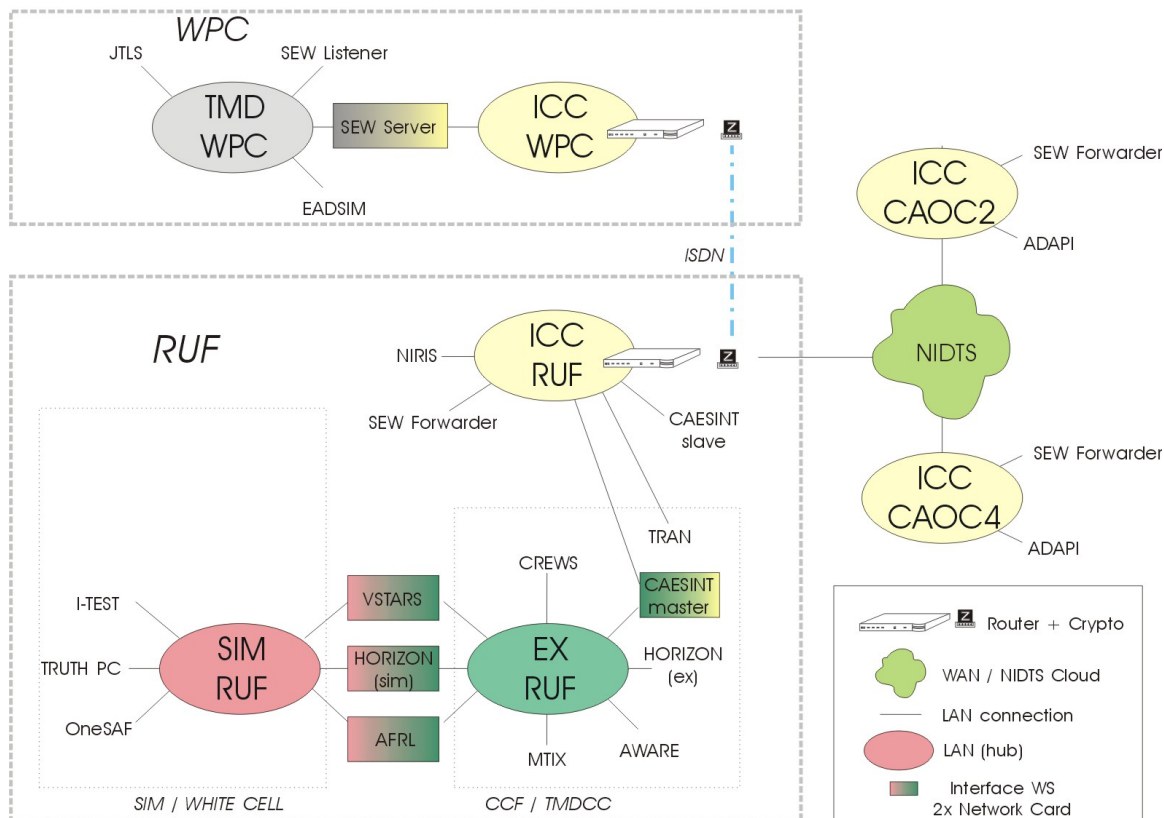 WPC
JTLS
SEW Listener
TMD
WPC
SEW Server
ICC
WPC
Z
EADSIM
ISDN
SEW Forwarder
ICC
CAOC2
ADAPI
NIDTS
SEW Forwarder
ICC
CAOC4
ADAPI
RUF
NIRIS
ICC
RUF
Z
SEW Forwarder
CAESINT
slave
TRAN
CREWS
CAESINT
master
I-TEST
VSTARS
TRUTH PC
SIM
RUF
HORIZON
(sim)
EX
RUF
HORIZON
(ex)
OneSAF
AFRL
MTIX
AWARE
SIM / WHITE CELL
CCF / TMDCC
Z
Router + Crypto
WAN / NIDTS Cloud
LAN connection
LAN (hub)
Interface WS
2x Network Card